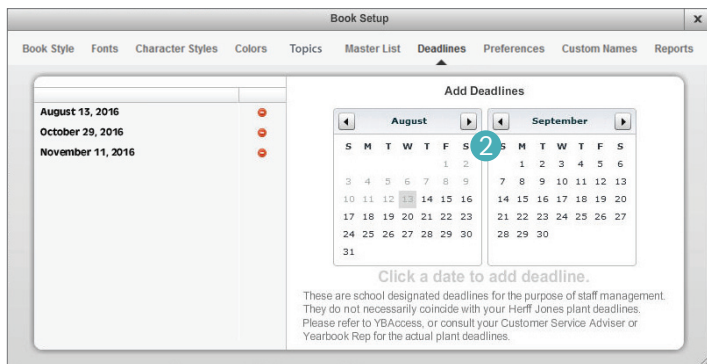 Book Setup
x
Book Style Fonts Character Styles Colors Topics Master List Deadlines Preferences Custom Names Reports
Add Deadlines
August 13, 2016
October 29, 2016
November 11, 2016
August
S M T W T F S
1 2
3 4 5 6 7 8 9
10 11 12 13 14 15 16
17 18 19 20 21 22 23
24 25 26 27 28 29 30
31
2
September
S M T W T F S
1 2 3 4 5 6
7 8 9 10 11 12 13
14 15 16 17 18 19 20
21 22 23 24 25 26 27
28 29 30
Click a date to add deadline.
These are school designated deadlines for the purpose of staff management.
They do not necessarily coincide with your Herff Jones plant deadlines.
Please refer to YBAccess, or consult your Customer Service Adviser or
Yearbook Rep for the actual plant deadlines.